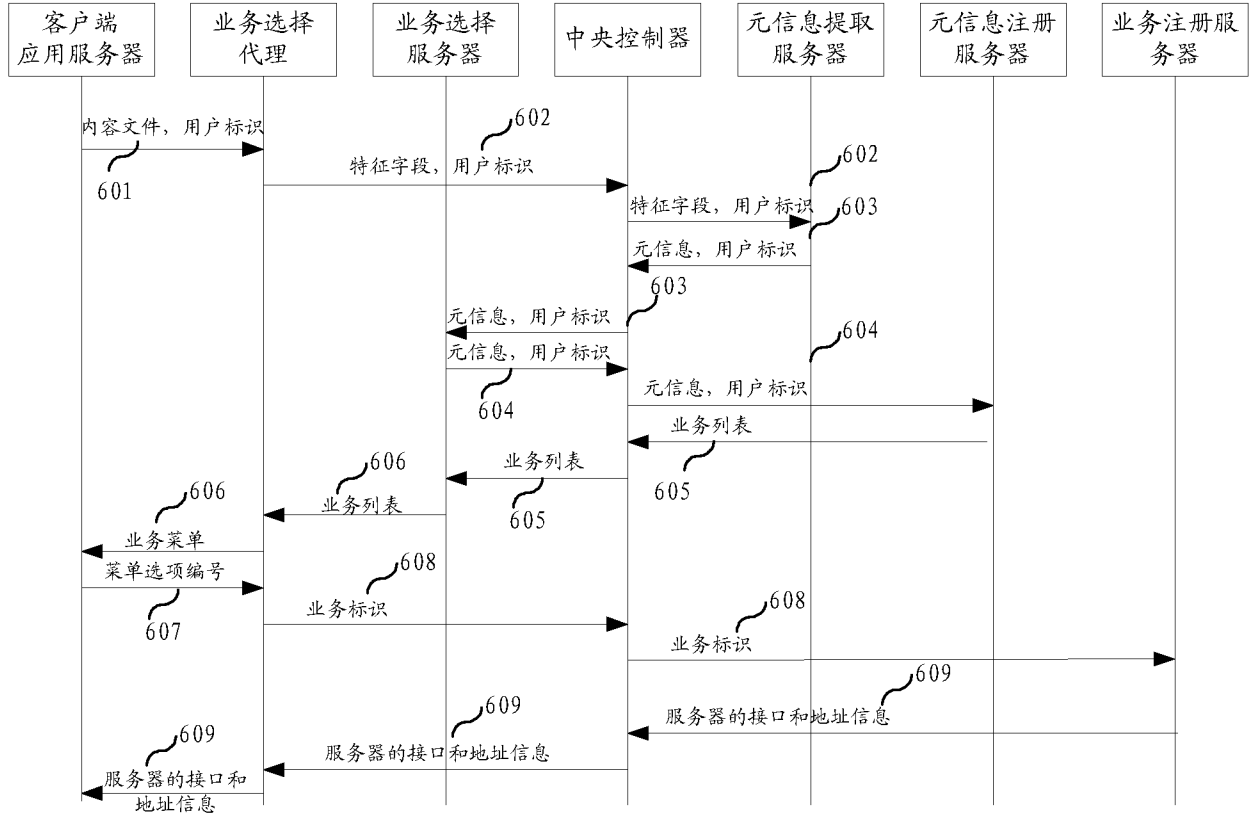 客户端
应用服务器
业务选择
代理
业务选择
服务器
中央控制器
元信息提取
服务器
元信息注册
服务器
业务注册服
务器
内容文件，用户标识
601
602
特征字段，用户标识
602
特征字段，用户标识
603
元信息，用户标识
603
元信息，用户标识
604
元信息，用户标识
604
元信息，用户标识
业务列表
605
业务列表
605
606
业务列表
606
业务菜单
菜单选项编号
607
608
业务标识
608
业务标识
609
服务器的接口和地址信息
609
服务器的接口和地址信息
609
服务器的接口和
地址信息